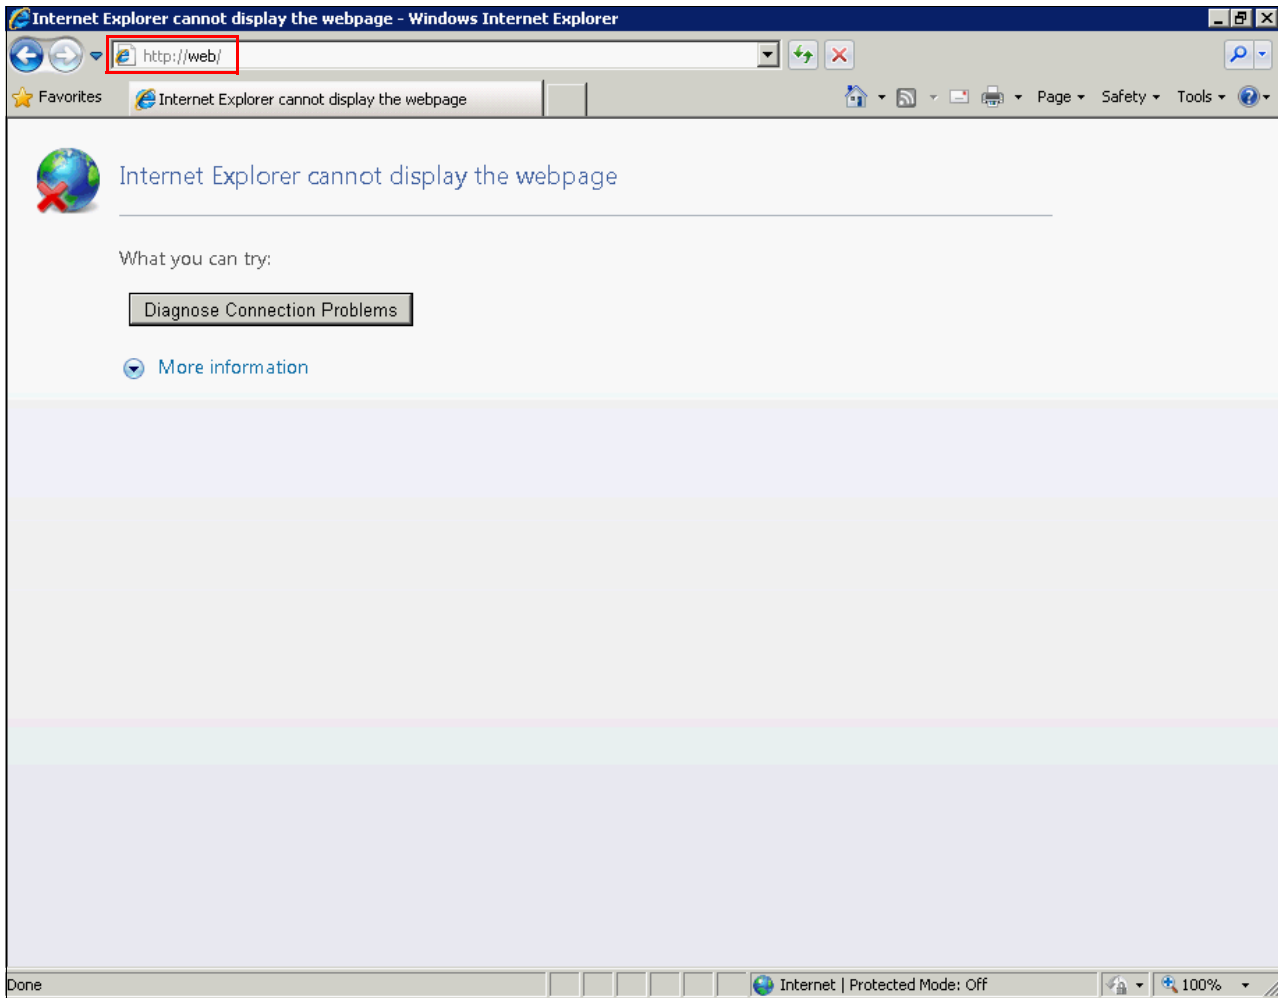 Internet Explorer cannot display the webpage - Windows Internet Explorer
http://web/
Favorites
Internet Explorer cannot display the webpage
Page
Safety
Tools
Internet Explorer cannot display the webpage
What you can try:
Diagnose Connection Problems
More information
Done
Internet | Protected Mode: Off
100%